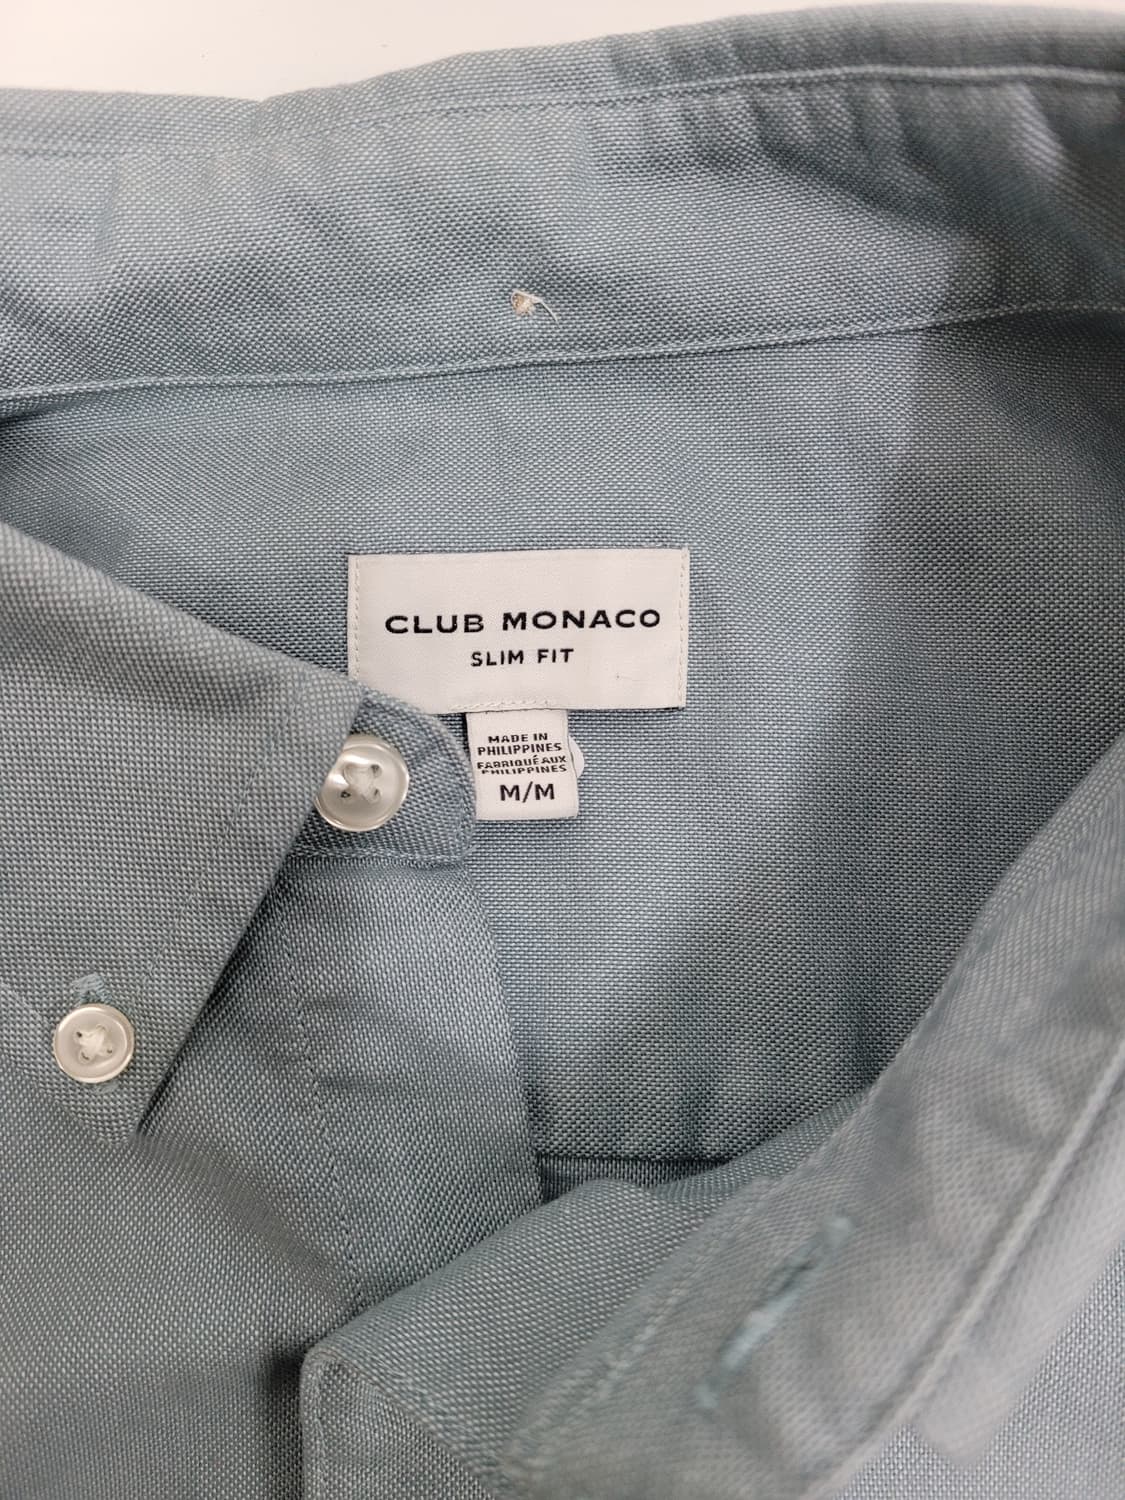 CLUB MONACO
SLIM FIT
MADE IN
PHILIPPINES
FABRIQUÉ AUX
PHILIPPINES
M/M